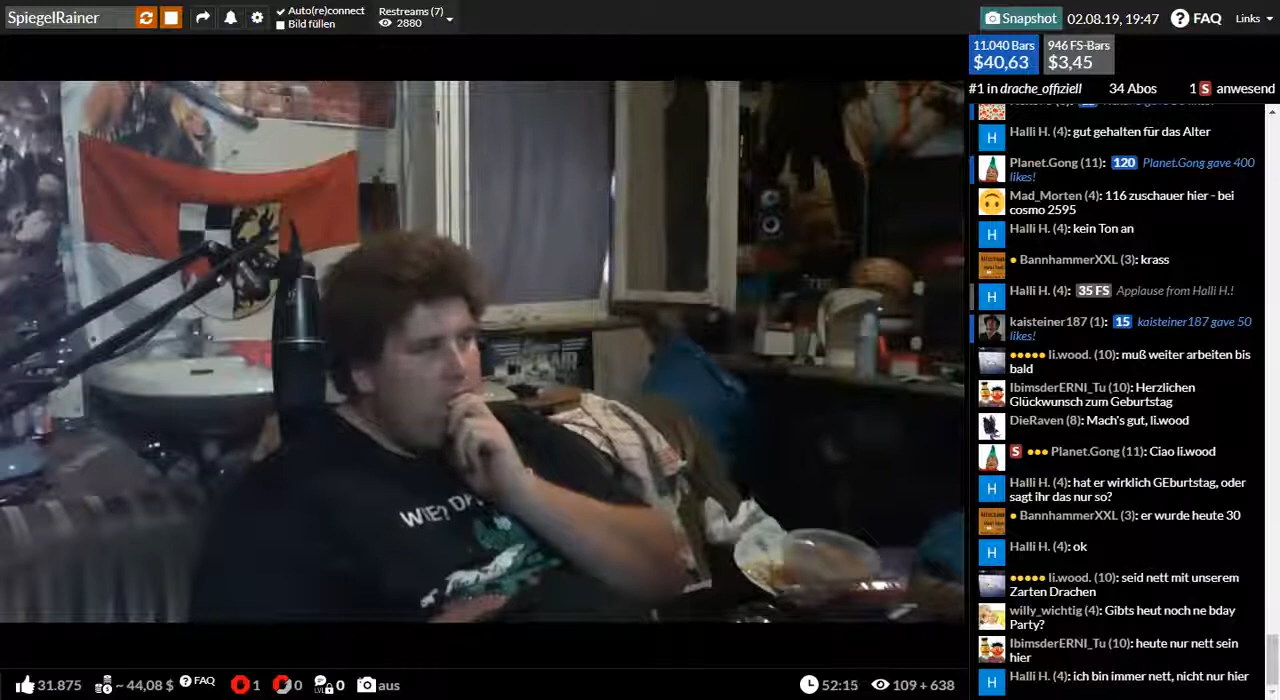 SpiegelRainer
Auto(re)connect
Bild füllen
Restreams (7)
2880
Snapshot
02.08.19, 19:47
FAQ
Links
11.040 Bars
$40,63
946 FS-Bars
$3,45
#1 in drache_offiziell
34 Abos
1 S anwesend
Halli H. (4): gut gehalten für das Alter
Planet.Gong (11): 120 Planet.Gong gave 400
likes!
Mad_Morten (4): 116 zuschauer hier - bei
cosmo 2595
Halli H. (4): kein Ton an
BannhammerXXL (3): krass
Halli H. (4): 35 FS Applause from Halli H.!
kaisteiner187 (1): 15 kaisteiner187 gave 50
likes!
li.wood. (10): muß weiter arbeiten bis
bald
IbimsderERNI_Tu (10): Herzlichen
Glückwunsch zum Geburtstag
DieRaven (8): Mach's gut, li.wood
S Planet.Gong (11): Ciao li.wood
Halli H. (4): hat er wirklich GEburtstag, oder
sagt ihr das nur so?
BannhammerXXL (3): er wurde heute 30
Halli H. (4): ok
li.wood. (10): seid nett mit unserem
Zarten Drachen
willy_wichtig (4): Gibts heut noch ne bday
Party?
IbimsderERNI_Tu (10): heute nur nett sein
hier
Halli H. (4): ich bin immer nett, nicht nur hier
WIE?
31.875
~ 44,08 $
FAQ
1
0
LVL
0
aus
52:15
109 + 638